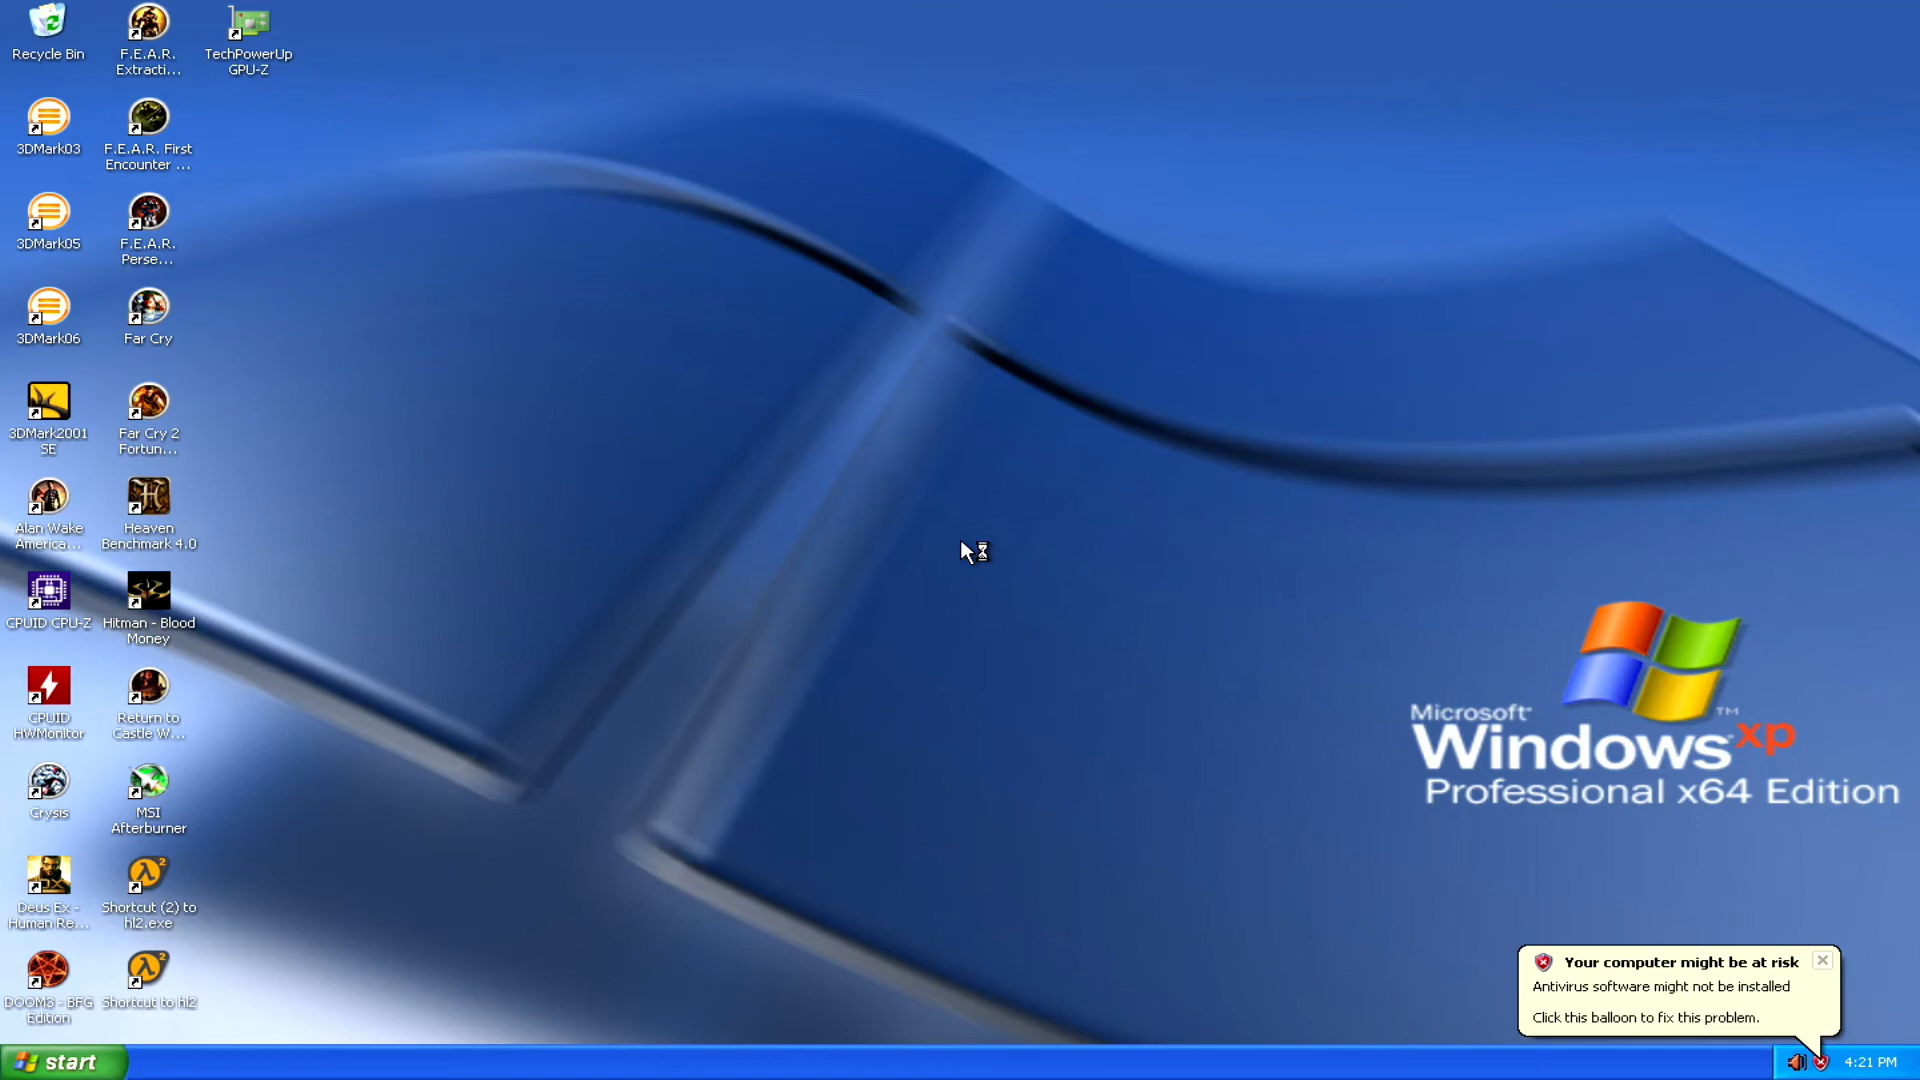 Recycle Bin
F.E.A.R.
Extracti...
TechPowerUp
GPU-Z
3DMark03
F.E.A.R. First
Encounter ...
3DMark05
F.E.A.R.
Perse...
3DMark06
Far Cry
3DMark2001
SE
Far Cry 2
Fortun...
Alan Wake
America...
Heaven
Benchmark 4.0
CPUID CPU-Z
Hitman - Blood
Money
CPUID
HWMonitor
Return to
Castle W...
Crysis
MSI
Afterburner
Deus Ex -
Human Re...
Shortcut (2) to
hl2.exe
DOOM3 - BFG
Edition
Shortcut to hl2
Microsoft®
Windows xp ™
Professional x64 Edition
Your computer might be at risk
Antivirus software might not be installed
Click this balloon to fix this problem.
start
4:21 PM